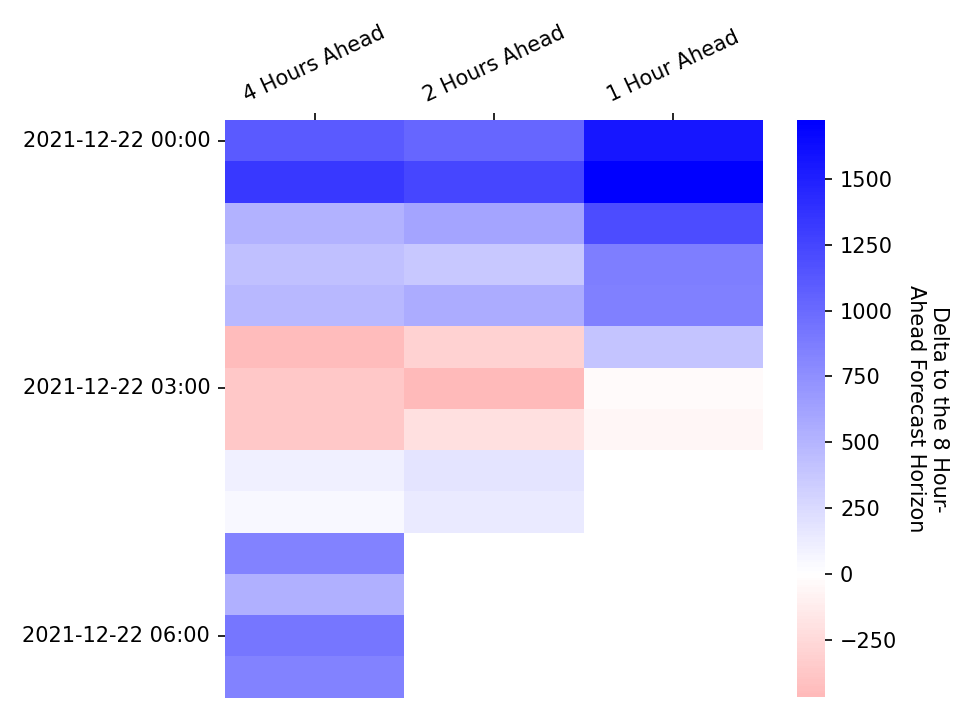 4 Hours Ahead
2 Hours Ahead
1 Hour Ahead
2021-12-22 00:00
2021-12-22 03:00
2021-12-22 06:00
1500
1250
1000
750
500
250
0
−250
Delta to the 8 Hour-
Ahead Forecast Horizon